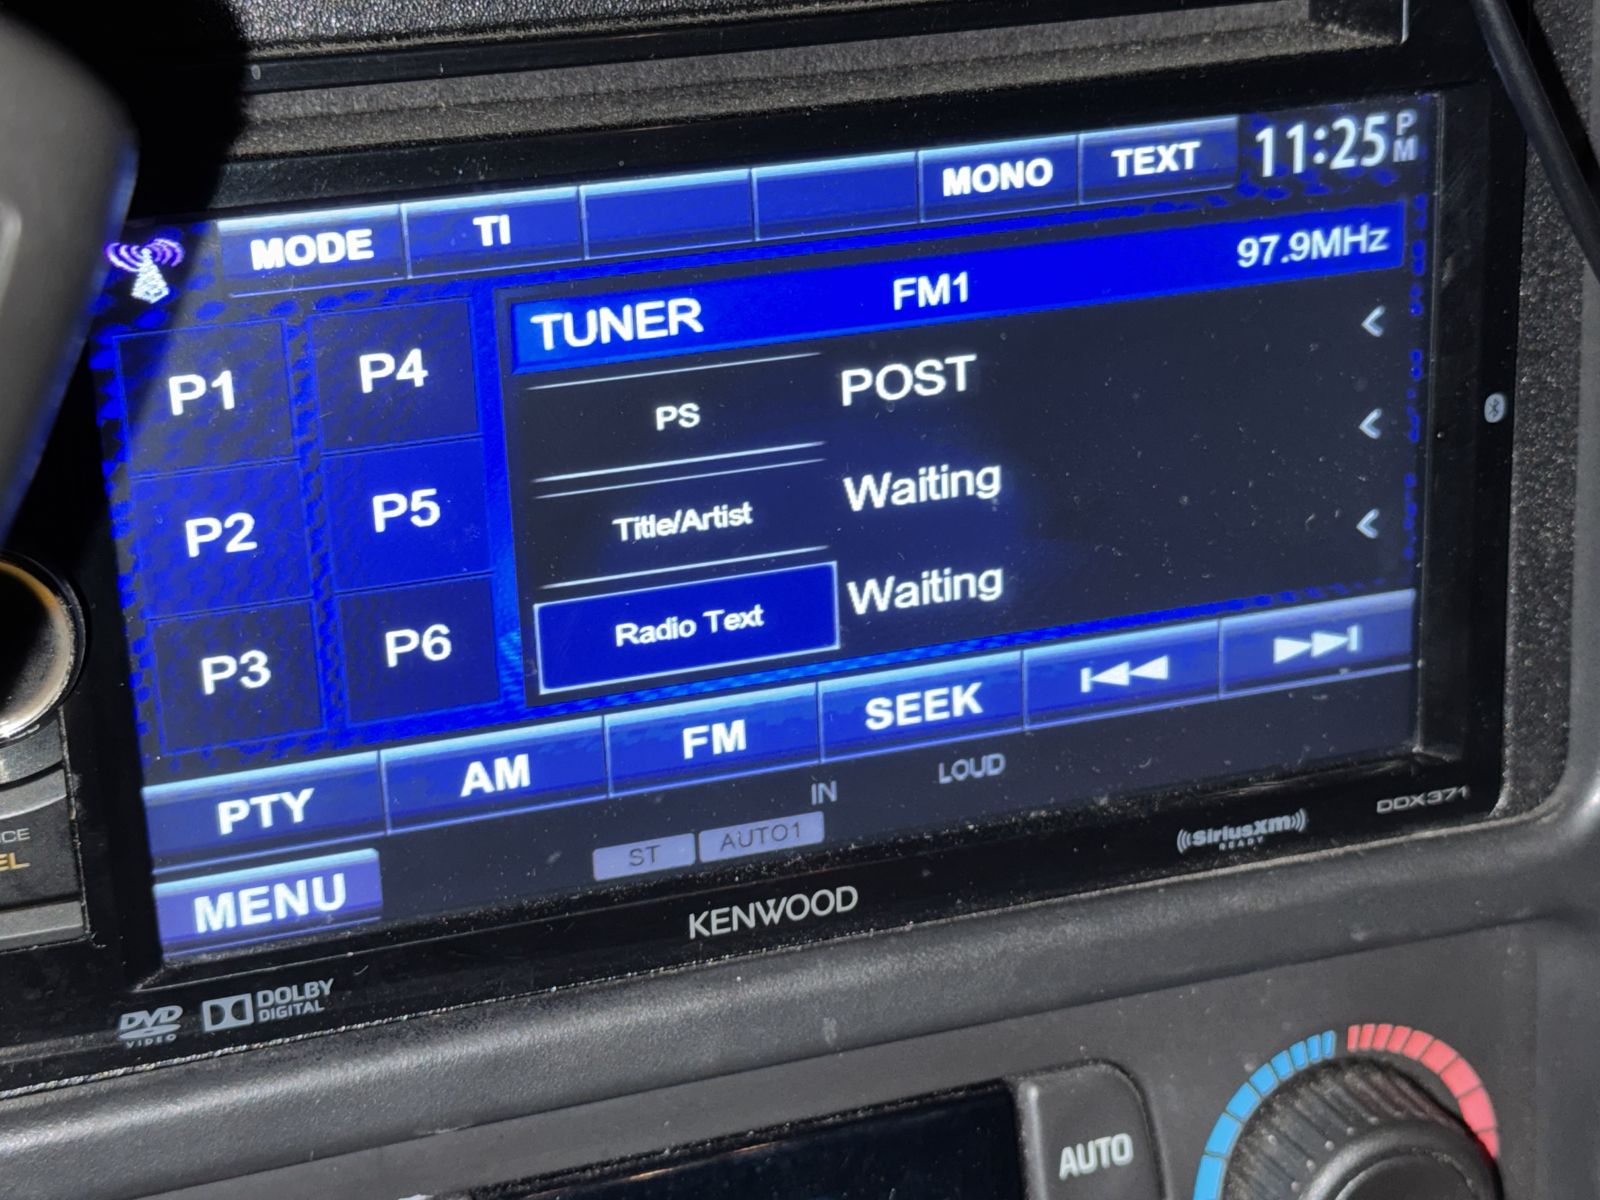 MODE TI MONO TEXT 11:25 PM
TUNER FM1 97.9MHz
P1 P4
PS POST
P2 P5
Title/Artist Waiting
P3 P6
Radio Text Waiting
PTY AM FM SEEK
MENU
ST AUTO1 IN LOUD
KENWOOD
((SiriusXM))
READY
DDX371
DVD
VIDEO
DOLBY
DIGITAL
AUTO